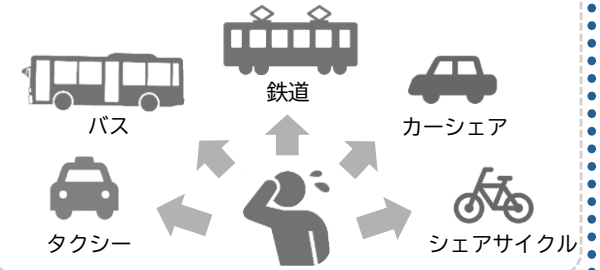 鉄道
バス
カーシェア
タクシー
シェアサイクル